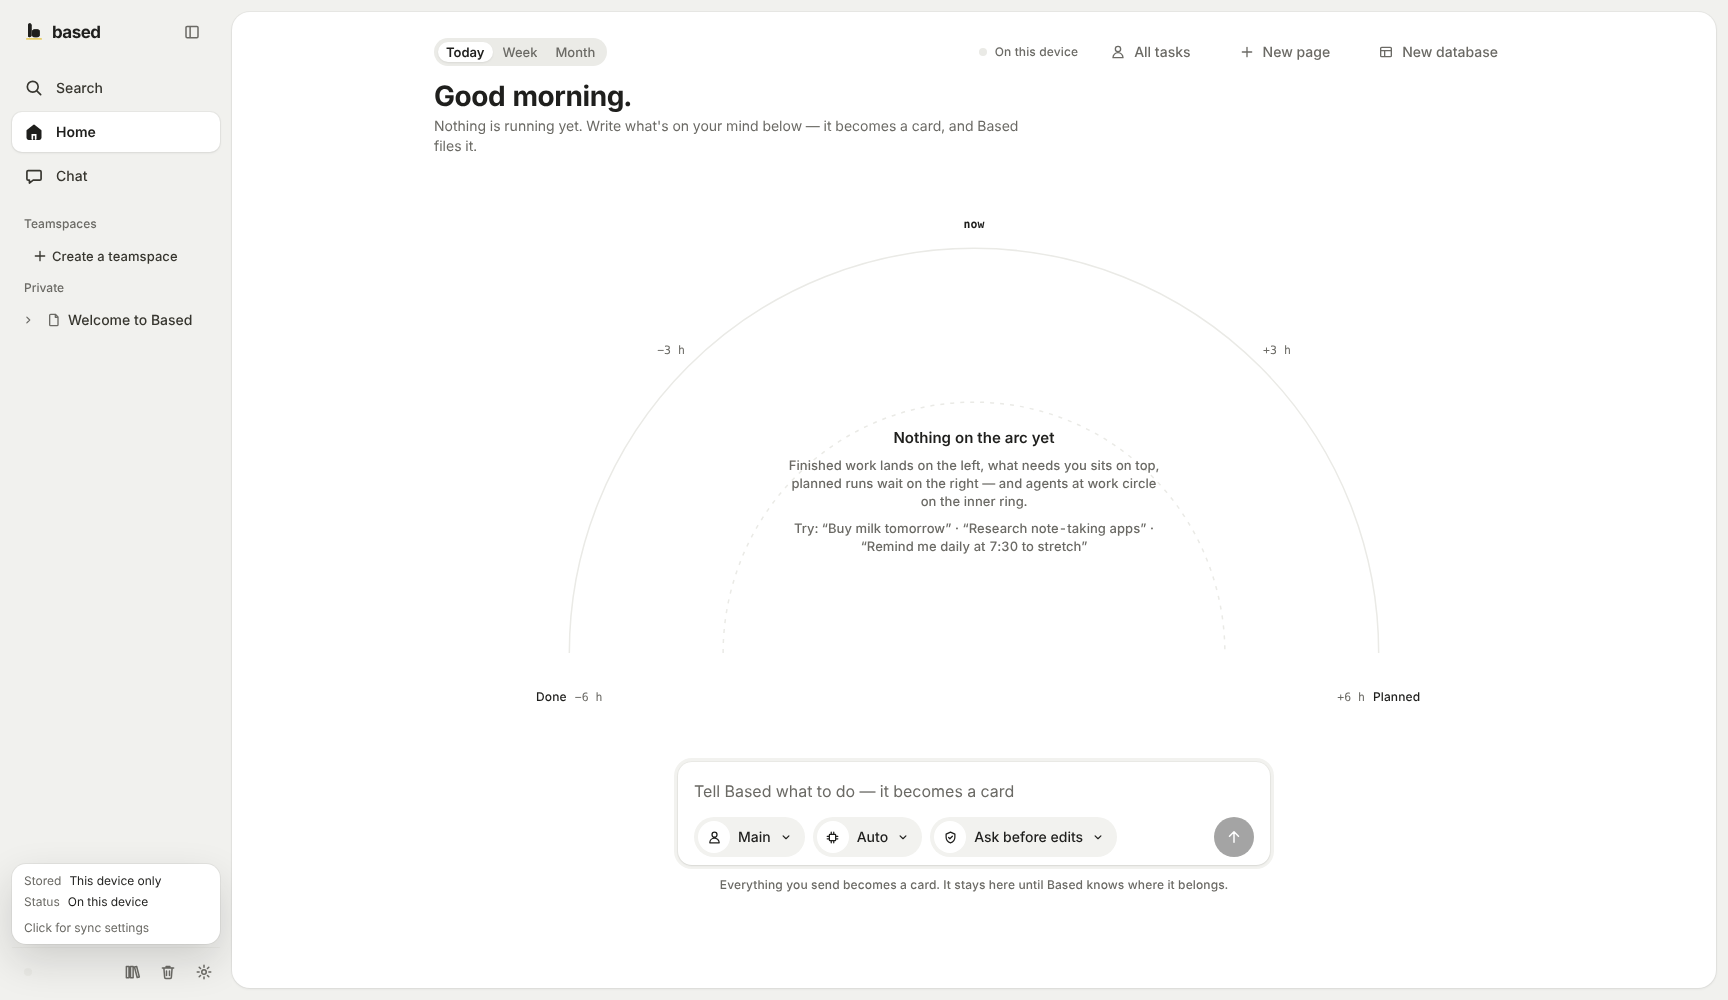 based
Search
Home
Chat
Teamspaces
Create a teamspace
Private
Welcome to Based
Stored This device only
Status On this device
Click for sync settings
Today Week Month
On this device All tasks New page New database
Good morning.
Nothing is running yet. Write what's on your mind below — it becomes a card, and Based
files it.
now
−3 h
+3 h
Nothing on the arc yet
Finished work lands on the left, what needs you sits on top,
planned runs wait on the right — and agents at work circle
on the inner ring.
Try: “Buy milk tomorrow” · “Research note-taking apps” ·
“Remind me daily at 7:30 to stretch”
Done −6 h
+6 h Planned
Tell Based what to do — it becomes a card
Main Auto Ask before edits
Everything you send becomes a card. It stays here until Based knows where it belongs.